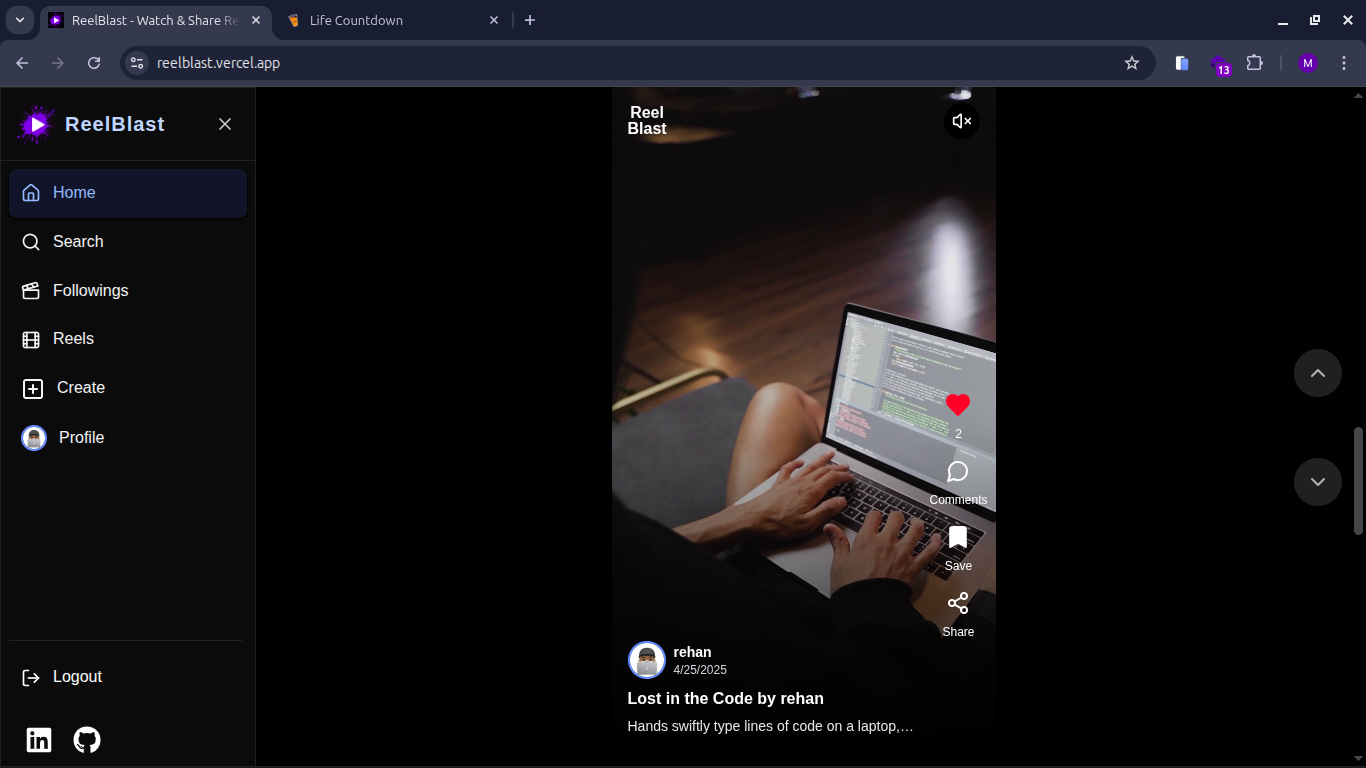 ReelBlast - Watch & Share Re
Life Countdown
reelblast.vercel.app
13
M
ReelBlast
Home
Search
Followings
Reels
Create
Profile
Logout
Reel
Blast
2
Comments
Save
Share
rehan
4/25/2025
Lost in the Code by rehan
Hands swiftly type lines of code on a laptop,…